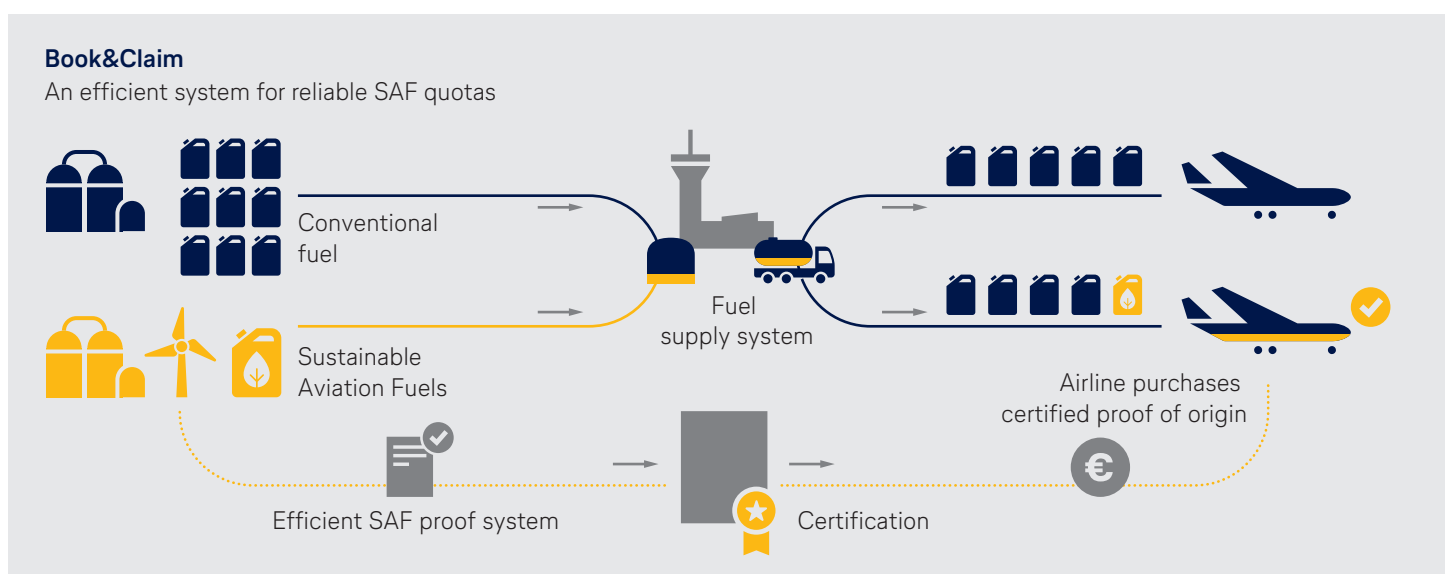 Book&Claim
An efficient system for reliable SAF quotas
Conventional
fuel
Fuel
supply system
Sustainable
Aviation Fuels
Airline purchases
certified proof of origin
€
Efficient SAF proof system
Certification